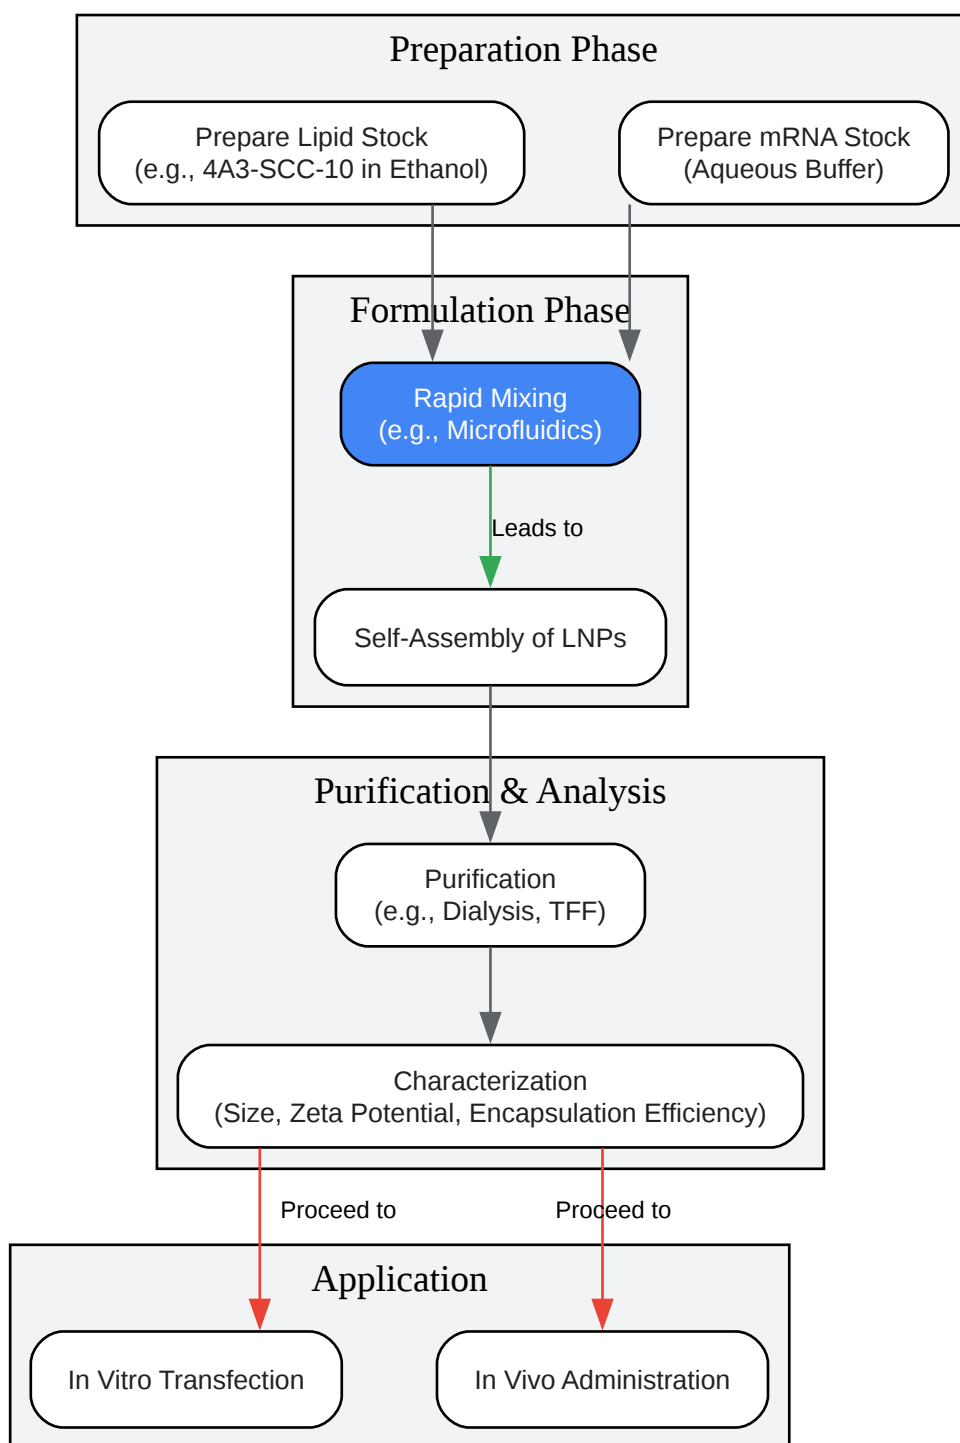 Preparation Phase
Prepare Lipid Stock
(e.g., 4A3-SCC-10 in Ethanol)
Prepare mRNA Stock
(Aqueous Buffer)
Formulation Phase
Rapid Mixing
(e.g., Microfluidics)
Leads to
Self-Assembly of LNPs
Purification & Analysis
Purification
(e.g., Dialysis, TFF)
Characterization
(Size, Zeta Potential, Encapsulation Efficiency)
Proceed to
Proceed to
Application
In Vitro Transfection
In Vivo Administration